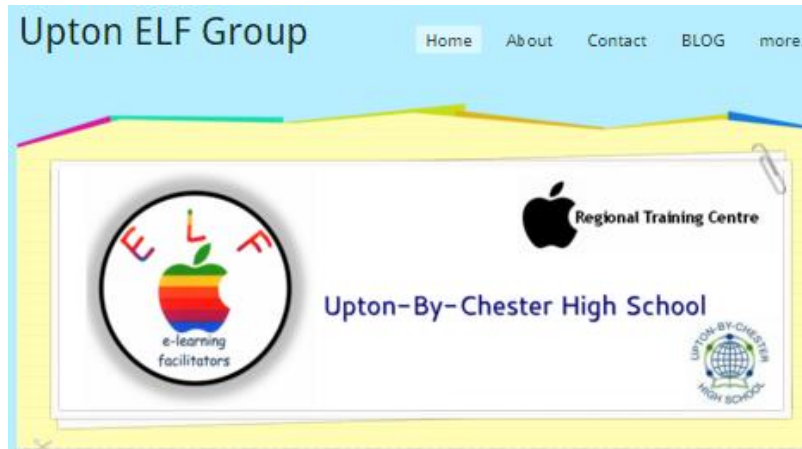 Upton ELF Group
Home About Contact BLOG more
E L F
Regional Training Centre
e-learning
facilitators
Upton-By-Chester High School
UPTON-BY-CHESTER
HIGH SCHOOL